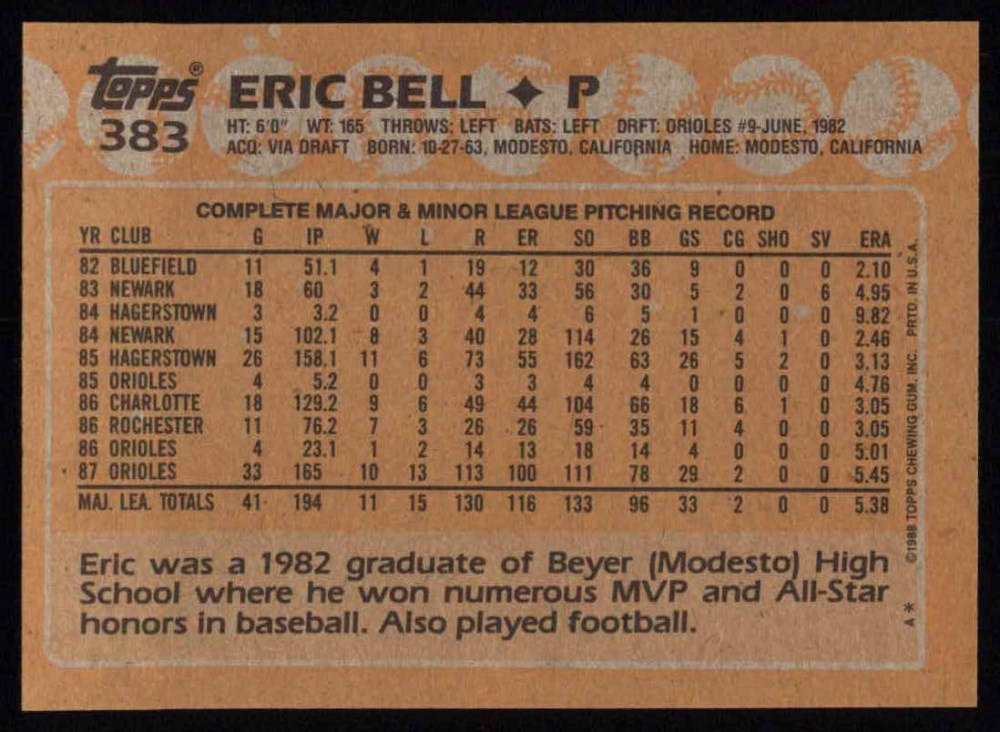 Topps® ERIC BELL ✦ P
383 HT: 6'0" WT: 165 THROWS: LEFT BATS: LEFT DRFT: ORIOLES #9-JUNE, 1982
ACQ: VIA DRAFT BORN: 10-27-63, MODESTO, CALIFORNIA HOME: MODESTO, CALIFORNIA
COMPLETE MAJOR & MINOR LEAGUE PITCHING RECORD
YR CLUB G IP W L R ER SO BB GS CG SHO SV ERA
82 BLUEFIELD 11 51.1 4 1 19 12 30 36 9 0 0 0 2.10
83 NEWARK 18 60 3 2 44 33 56 30 5 2 0 6 4.95
84 HAGERSTOWN 3 3.2 0 0 4 4 6 5 1 0 0 0 9.82
84 NEWARK 15 102.1 8 3 40 28 114 26 15 4 1 0 2.46
85 HAGERSTOWN 26 158.1 11 6 73 55 162 63 26 5 2 0 3.13
85 ORIOLES 4 5.2 0 0 3 3 4 4 0 0 0 0 4.76
86 CHARLOTTE 18 129.2 9 6 49 44 104 66 18 6 1 0 3.05
86 ROCHESTER 11 76.2 7 3 26 26 59 35 11 4 0 0 3.05
86 ORIOLES 4 23.1 1 2 14 13 18 14 4 0 0 0 5.01
87 ORIOLES 33 165 10 13 113 100 111 78 29 2 0 0 5.45
MAJ. LEA. TOTALS 41 194 11 15 130 116 133 96 33 2 0 0 5.38
Eric was a 1982 graduate of Beyer (Modesto) High
School where he won numerous MVP and All-Star
honors in baseball. Also played football.
A * ©1988 TOPPS CHEWING GUM, INC. PRTD. IN U.S.A.